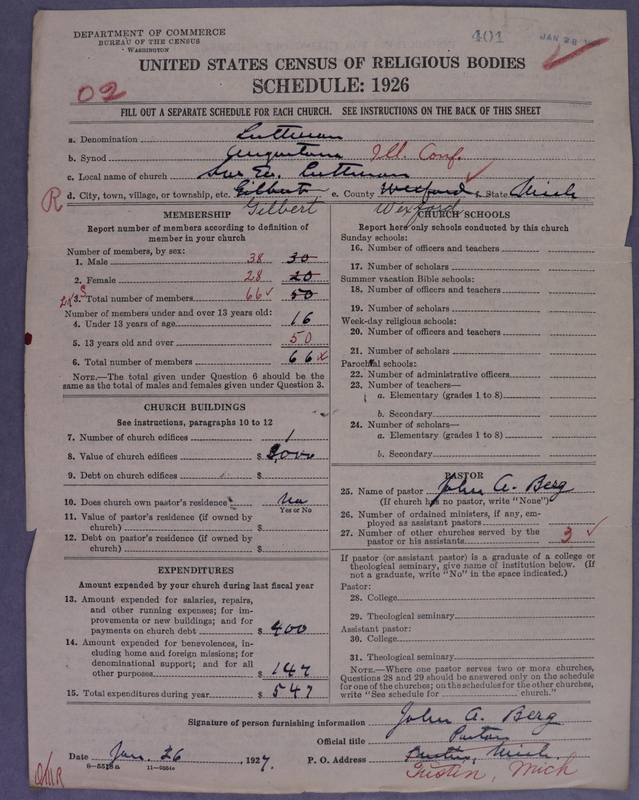 DEPARTMENT OF COMMERCE
BUREAU OF THE CENSUS
WASHINGTON
401
JAN 28
UNITED STATES CENSUS OF RELIGIOUS BODIES
SCHEDULE: 1926
02
FILL OUT A SEPARATE SCHEDULE FOR EACH CHURCH. SEE INSTRUCTIONS ON THE BACK OF THIS SHEET
a. Denomination Lutheran
b. Synod Augustana Ill. Conf.
c. Local name of church Swe Ev. Lutheran
R d. City, town, village, or township, etc. Gilbert e. County Wexford f. State Mich
Gilbert Wexford
MEMBERSHIP
Report number of members according to definition of
member in your church
Number of members, by sex:
1. Male 38 30
2. Female 28 20
3. Total number of members 66 50
Number of members under and over 13 years old:
4. Under 13 years of age 16
5. 13 years old and over 50
6. Total number of members 66
NOTE.—The total given under Question 6 should be the
same as the total of males and females given under Question 3.
CHURCH BUILDINGS
See instructions, paragraphs 10 to 12
7. Number of church edifices 1
8. Value of church edifices $ 2000
9. Debt on church edifices $
10. Does church own pastor's residence? No
Yes or No
11. Value of pastor's residence (if owned by
church) $
12. Debt on pastor's residence (if owned by
church) $
EXPENDITURES
Amount expended by your church during last fiscal year
13. Amount expended for salaries, repairs,
and other running expenses; for im-
provements or new buildings; and for
payments on church debt $ 400
14. Amount expended for benevolences, in-
cluding home and foreign missions; for
denominational support; and for all
other purposes $ 147
15. Total expenditures during year $ 547
CHURCH SCHOOLS
Report here only schools conducted by this church
Sunday schools:
16. Number of officers and teachers
17. Number of scholars
Summer vacation Bible schools:
18. Number of officers and teachers
19. Number of scholars
Week-day religious schools:
20. Number of officers and teachers
21. Number of scholars
Parochial schools:
22. Number of administrative officers
23. Number of teachers—
a. Elementary (grades 1 to 8)
b. Secondary
24. Number of scholars—
a. Elementary (grades 1 to 8)
b. Secondary
PASTOR
25. Name of pastor John A. Berg
(If church has no pastor, write "None")
26. Number of ordained ministers, if any, em-
ployed as assistant pastors
27. Number of other churches served by the
pastor or his assistants 3
If pastor (or assistant pastor) is a graduate of a college or
theological seminary, give name of institution below. (If
not a graduate, write "No" in the space indicated.)
Pastor:
28. College
29. Theological seminary
Assistant pastor:
30. College
31. Theological seminary
NOTE.—Where one pastor serves two or more churches,
Questions 28 and 29 should be answered only on the schedule
for one of the churches; on the schedules for the other churches,
write "See schedule for church."
Signature of person furnishing information John A. Berg
Official title Pastor
Date Jan. 26, 1927 P. O. Address Tustin, Mich.
8-5518a 11-9554c
Tustin, Mich